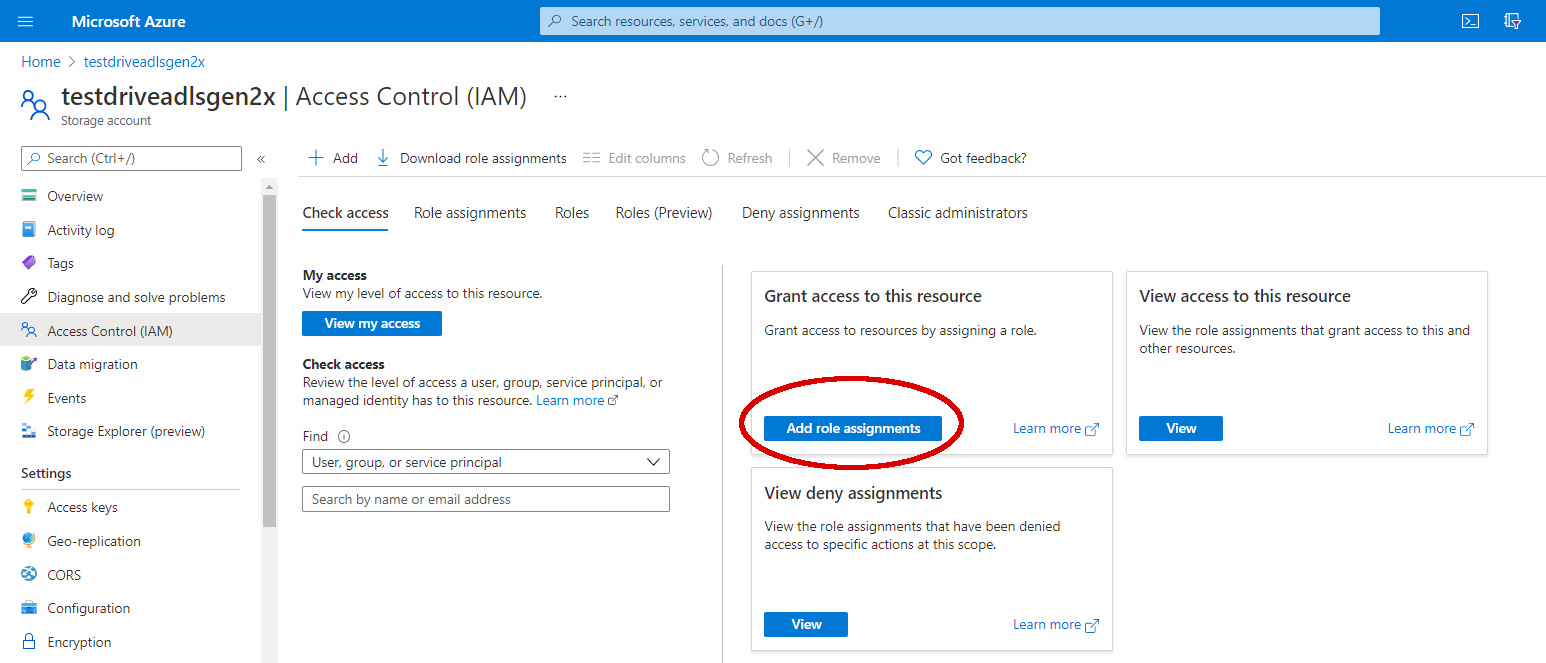 Microsoft Azure
Search resources, services, and docs (G+/)
Home > testdriveadlsgen2x
testdriveadlsgen2x | Access Control (IAM) ...
Storage account
Search (Ctrl+/)
«
Add
Download role assignments
Edit columns
Refresh
Remove
Got feedback?
Overview
Activity log
Tags
Diagnose and solve problems
Access Control (IAM)
Data migration
Events
Storage Explorer (preview)
Settings
Access keys
Geo-replication
CORS
Configuration
Encryption
Check access
Role assignments
Roles
Roles (Preview)
Deny assignments
Classic administrators
My access
View my level of access to this resource.
View my access
Check access
Review the level of access a user, group, service principal, or
managed identity has to this resource. Learn more
Find
User, group, or service principal
Search by name or email address
Grant access to this resource
Grant access to resources by assigning a role.
Add role assignments
Learn more
View access to this resource
View the role assignments that grant access to this and
other resources.
View
Learn more
View deny assignments
View the role assignments that have been denied
access to specific actions at this scope.
View
Learn more